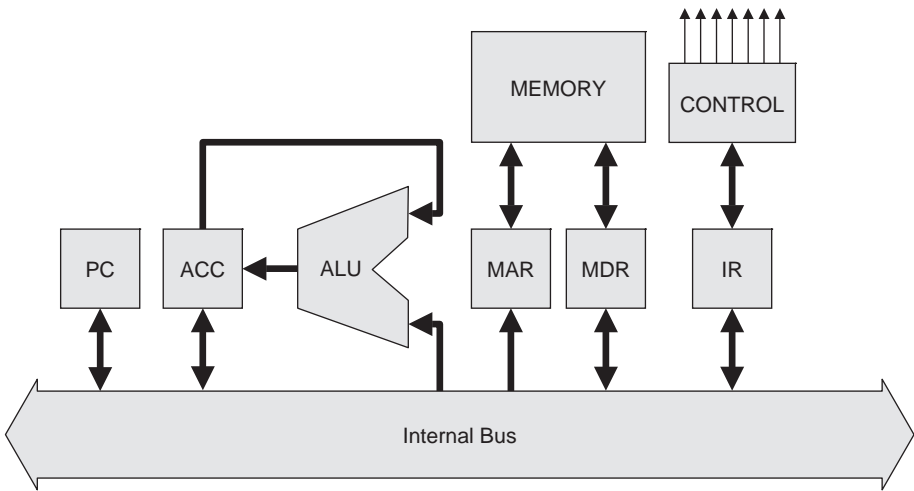 MEMORY
CONTROL
PC
ACC
ALU
MAR
MDR
IR
Internal Bus